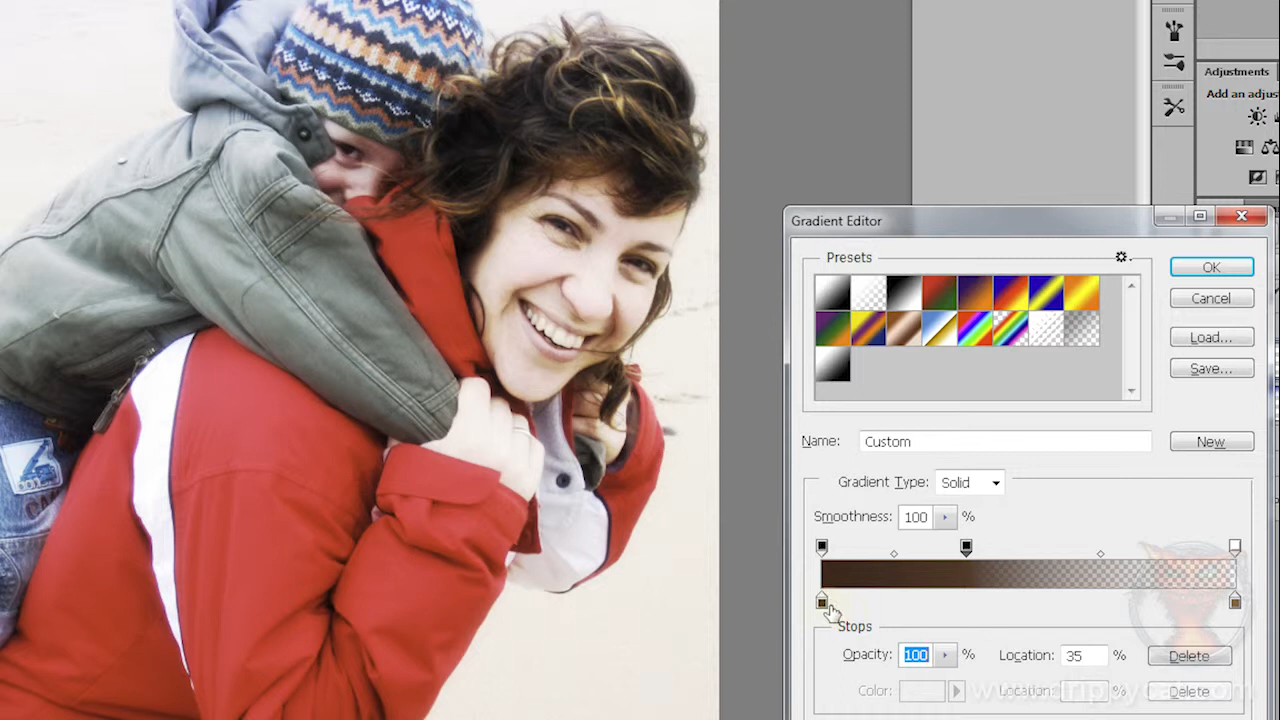 Adjustments
Add an adjus
Gradient Editor
Presets
OK
Cancel
Load...
Save...
Name: Custom
New
Gradient Type: Solid
Smoothness: 100 %
Stops
Opacity: 100 % Location: 35 % Delete
Color: Location: % Delete